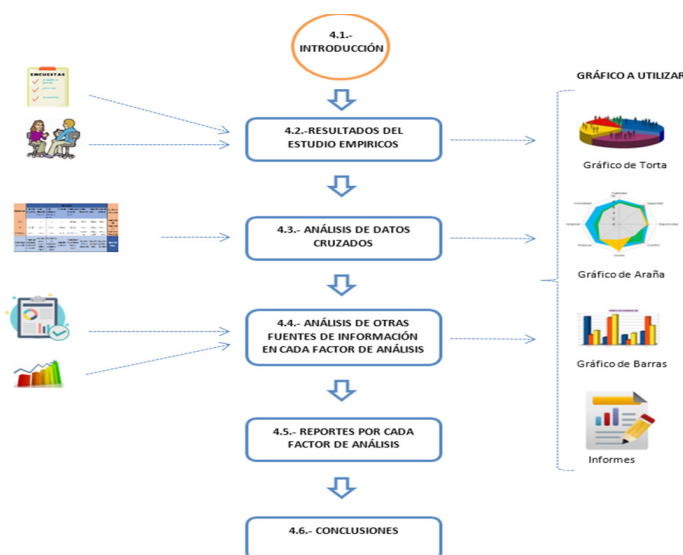 4.1.-
INTRODUCCIÓN
GRÁFICO A UTILIZAR
ENCUESTAS
4.2.-RESULTADOS DEL
ESTUDIO EMPIRICOS
Gráfico de Torta
4.3.- ANÁLISIS DE DATOS
CRUZADOS
Gráfico de Araña
4.4.- ANÁLISIS DE OTRAS
FUENTES DE INFORMACIÓN
EN CADA FACTOR DE ANÁLISIS
Gráfico de Barras
4.5.- REPORTES POR CADA
FACTOR DE ANÁLISIS
Informes
4.6.- CONCLUSIONES